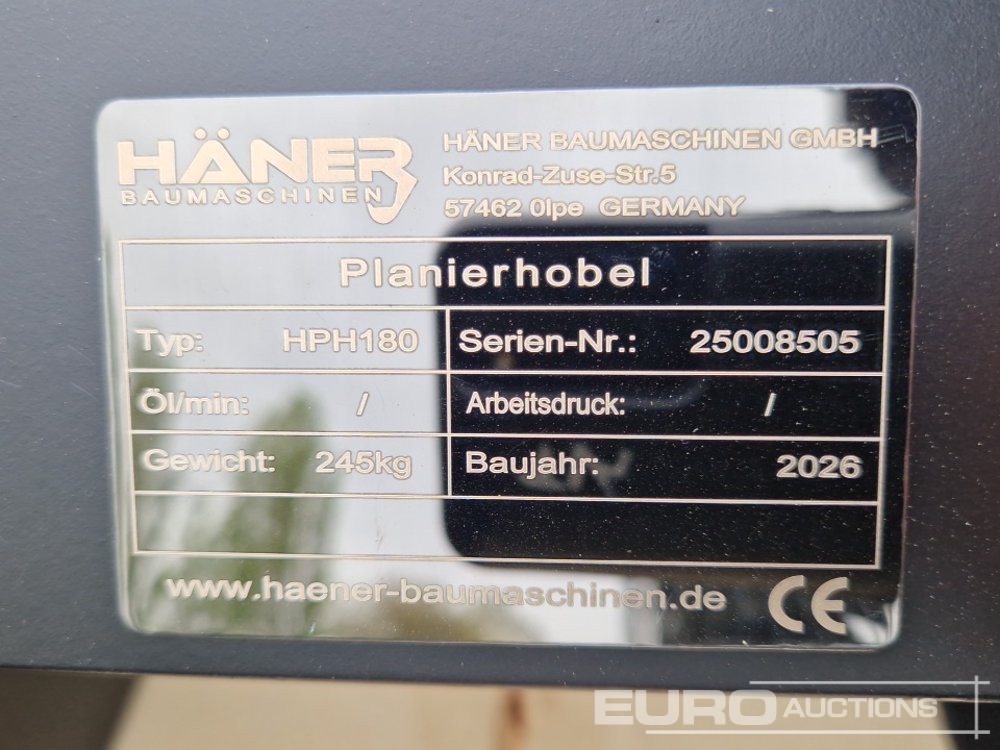 HÄNER
BAUMASCHINEN
HÄNER BAUMASCHINEN GMBH
Konrad-Zuse-Str.5
57462 Olpe GERMANY
Planierhobel
Typ: HPH180
Serien-Nr.: 25008505
Öl/min: /
Arbeitsdruck: /
Gewicht: 245kg
Baujahr: 2026
www.haener-baumaschinen.de CE
EURO AUCTIONS